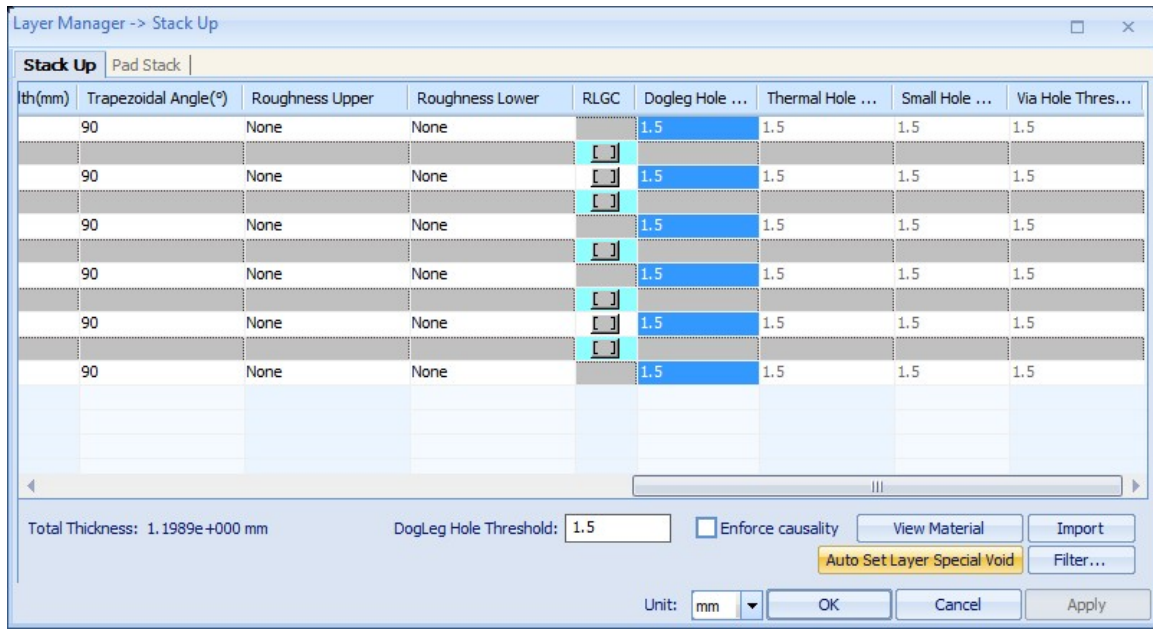 Layer Manager -> Stack Up
Stack Up Pad Stack
lth(mm) Trapezoidal Angle(°) Roughness Upper Roughness Lower RLGC Dogleg Hole ... Thermal Hole ... Small Hole ... Via Hole Thres...
90 None None 1.5 1.5 1.5 1.5
[ ]
90 None None [ ] 1.5 1.5 1.5 1.5
[ ]
90 None None 1.5 1.5 1.5 1.5
[ ]
90 None None 1.5 1.5 1.5 1.5
[ ]
90 None None [ ] 1.5 1.5 1.5 1.5
[ ]
90 None None 1.5 1.5 1.5 1.5
Total Thickness: 1.1989e+000 mm DogLeg Hole Threshold: 1.5 Enforce causality View Material Import
Auto Set Layer Special Void Filter...
Unit: mm OK Cancel Apply